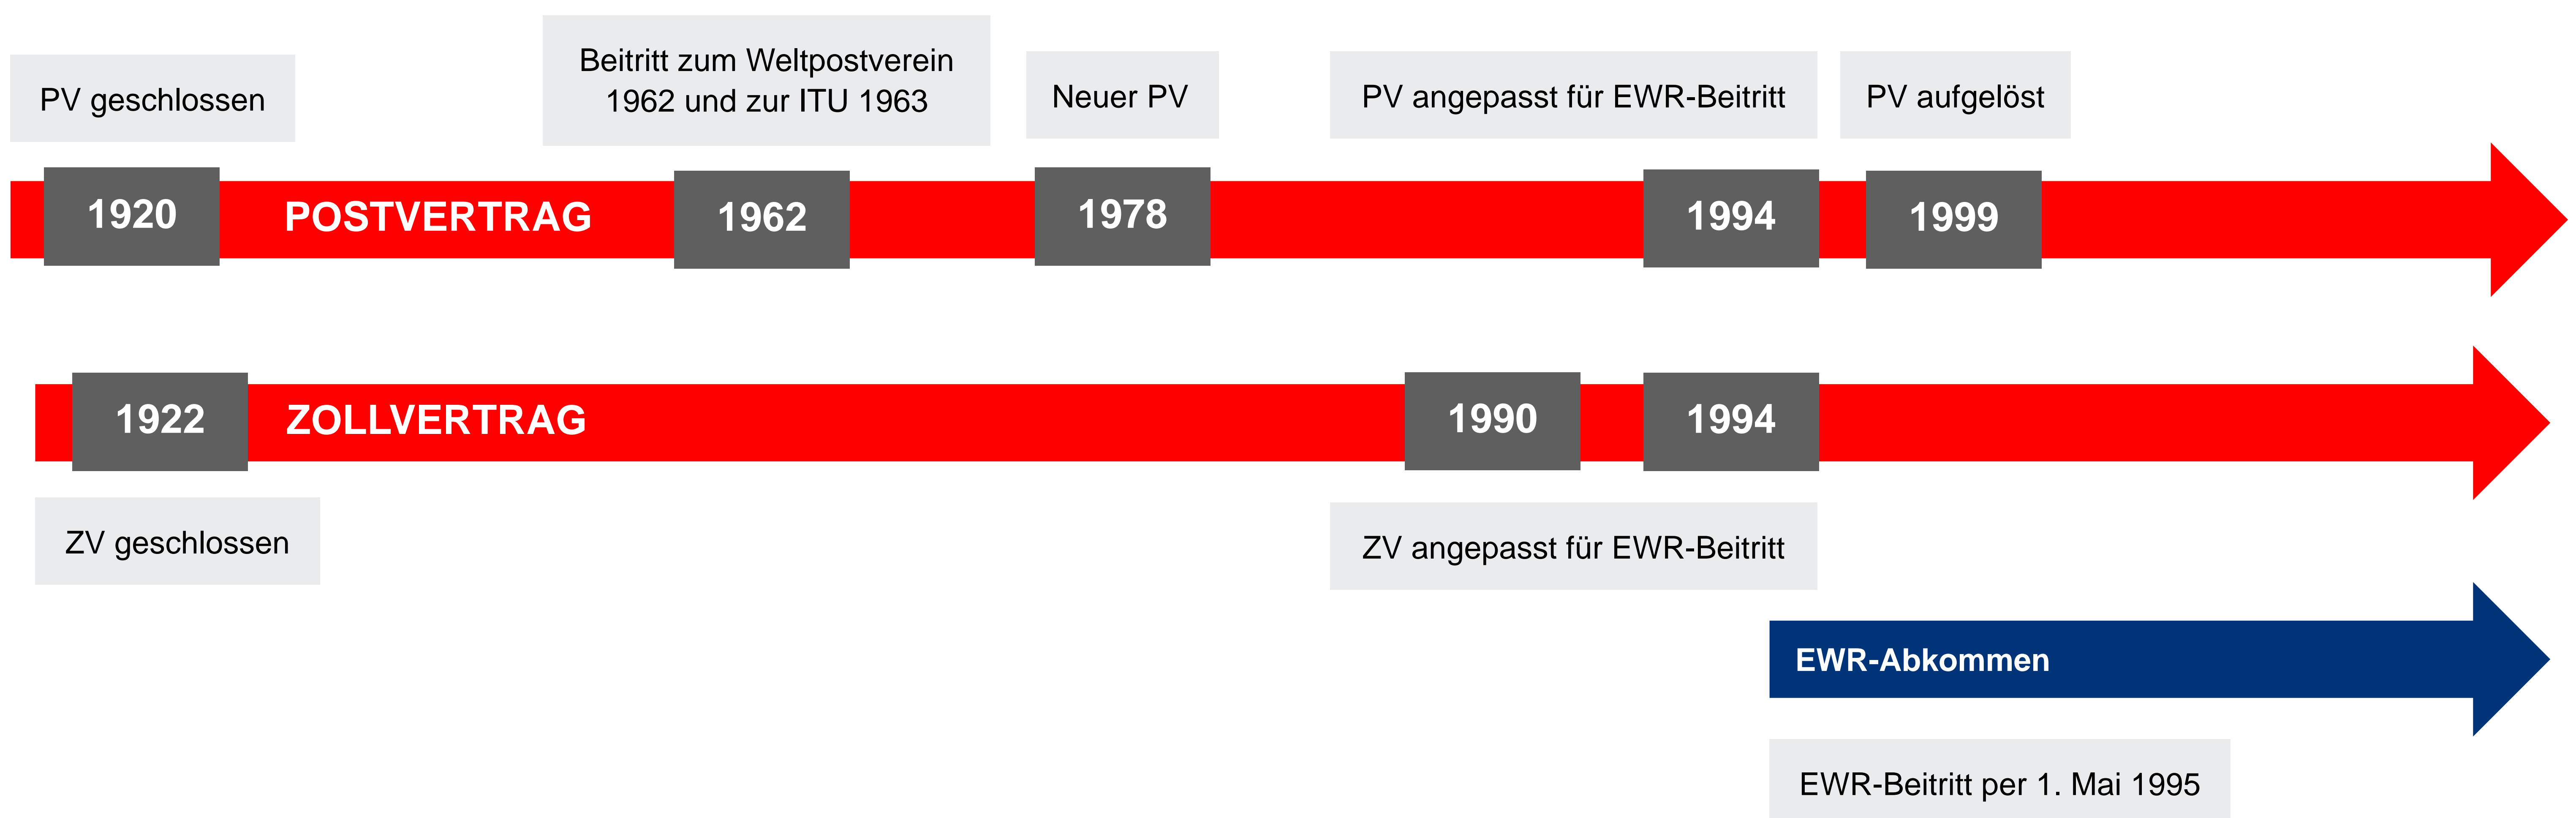 PV geschlossen
Beitritt zum Weltpostverein
1962 und zur ITU 1963
Neuer PV
PV angepasst für EWR-Beitritt
PV aufgelöst
1920
POSTVERTRAG
1962
1978
1994
1999
1922
ZOLLVERTRAG
1990
1994
ZV geschlossen
ZV angepasst für EWR-Beitritt
EWR-Abkommen
EWR-Beitritt per 1. Mai 1995